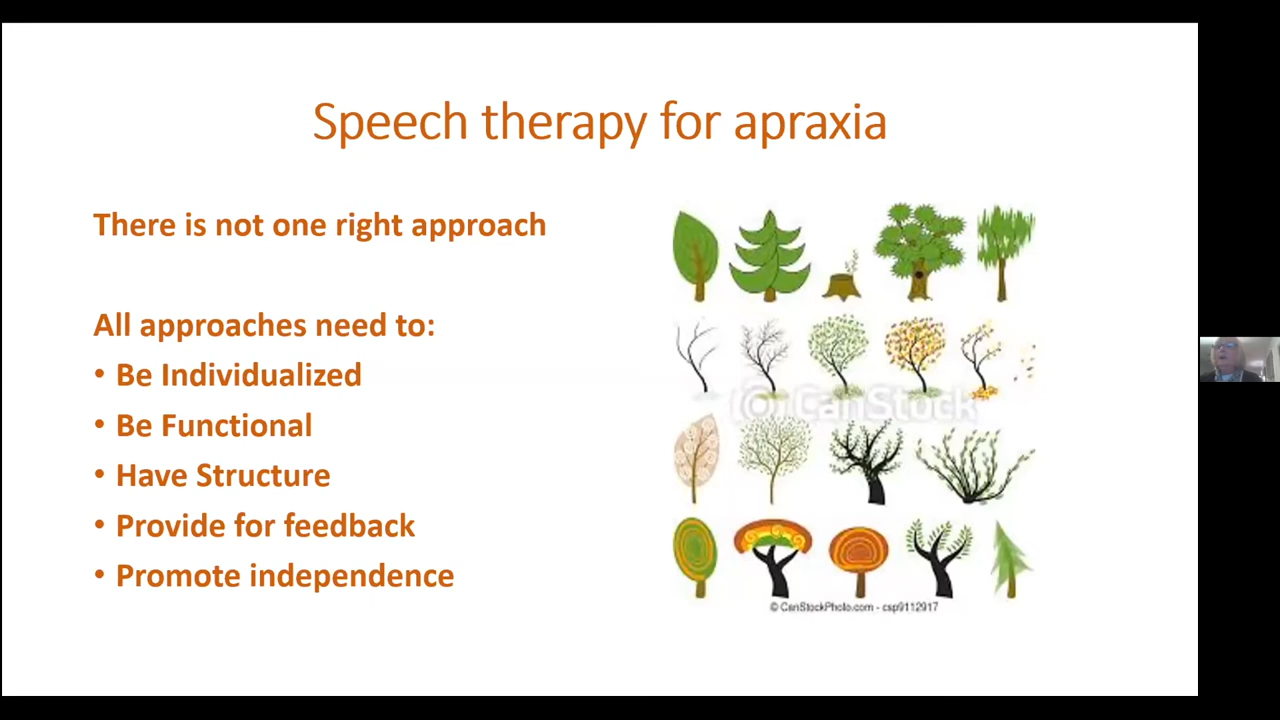 Speech therapy for apraxia
There is not one right approach
All approaches need to:
• Be Individualized
• Be Functional
• Have Structure
• Provide for feedback
• Promote independence
CanStock
© CanStockPhoto.com - csp9112917